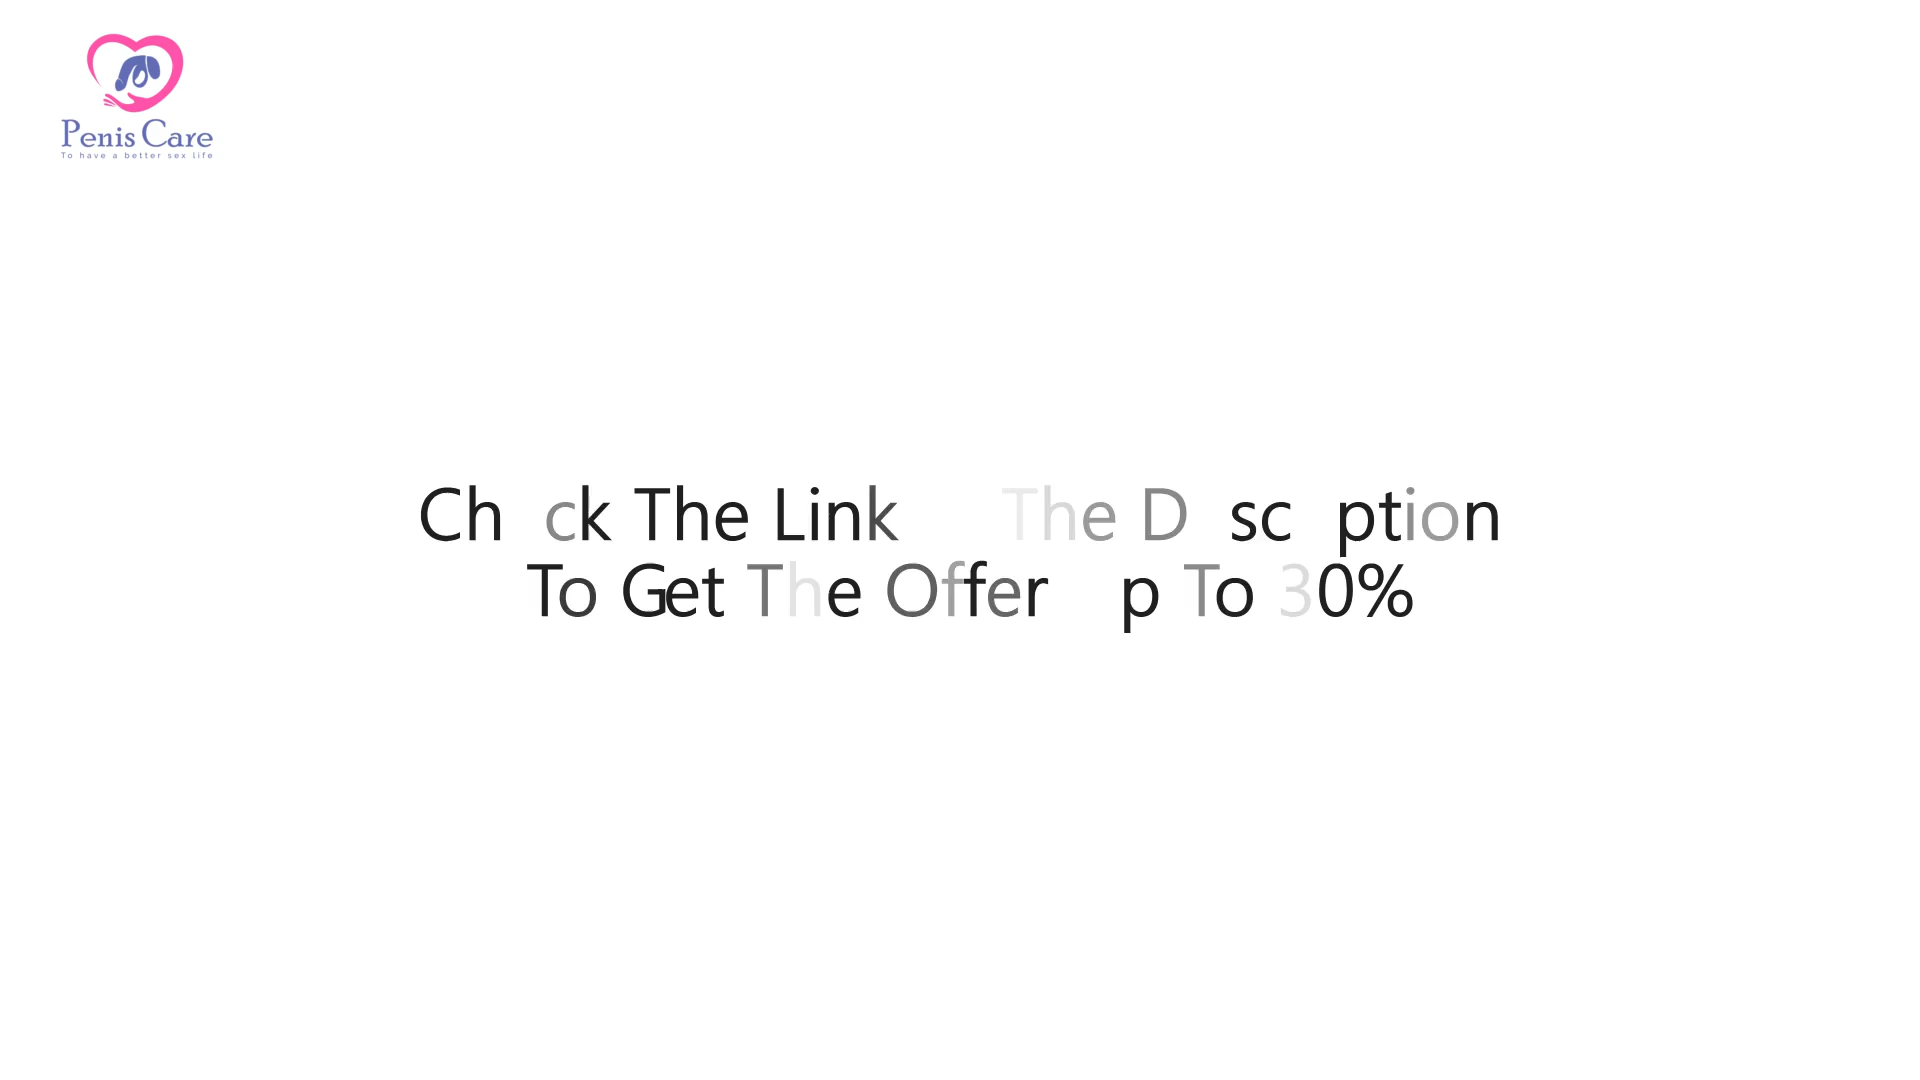 Penis Care
To have a better sex life
Ch ck The Link The D sc ption
To Get The Offer p To 30%